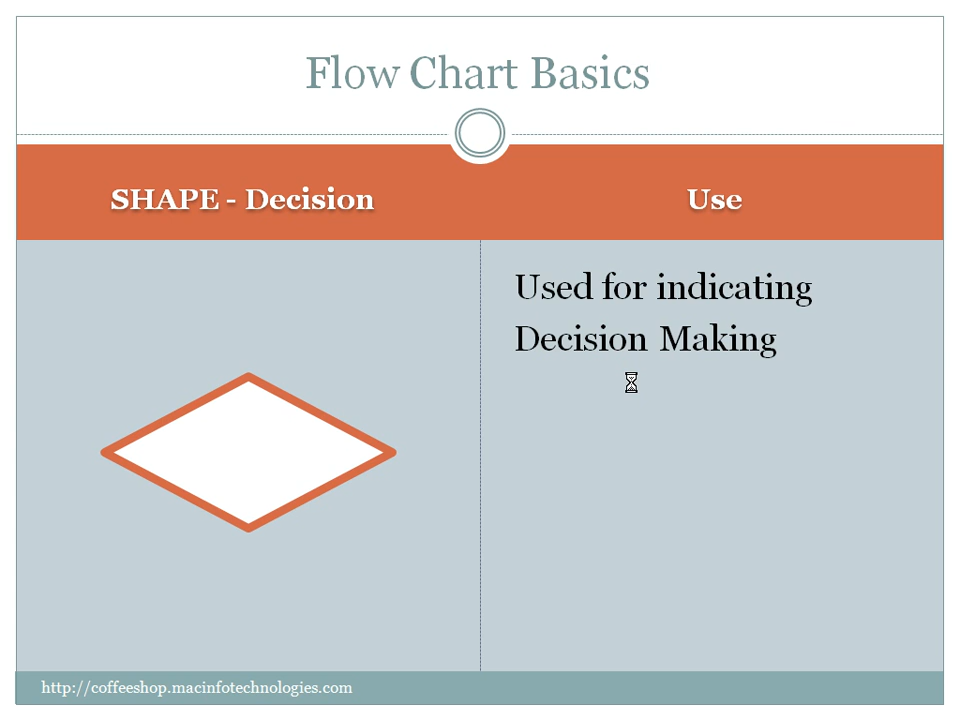 Flow Chart Basics
SHAPE - Decision
Use
Used for indicating
Decision Making
http://coffeeshop.macinfotechnologies.com